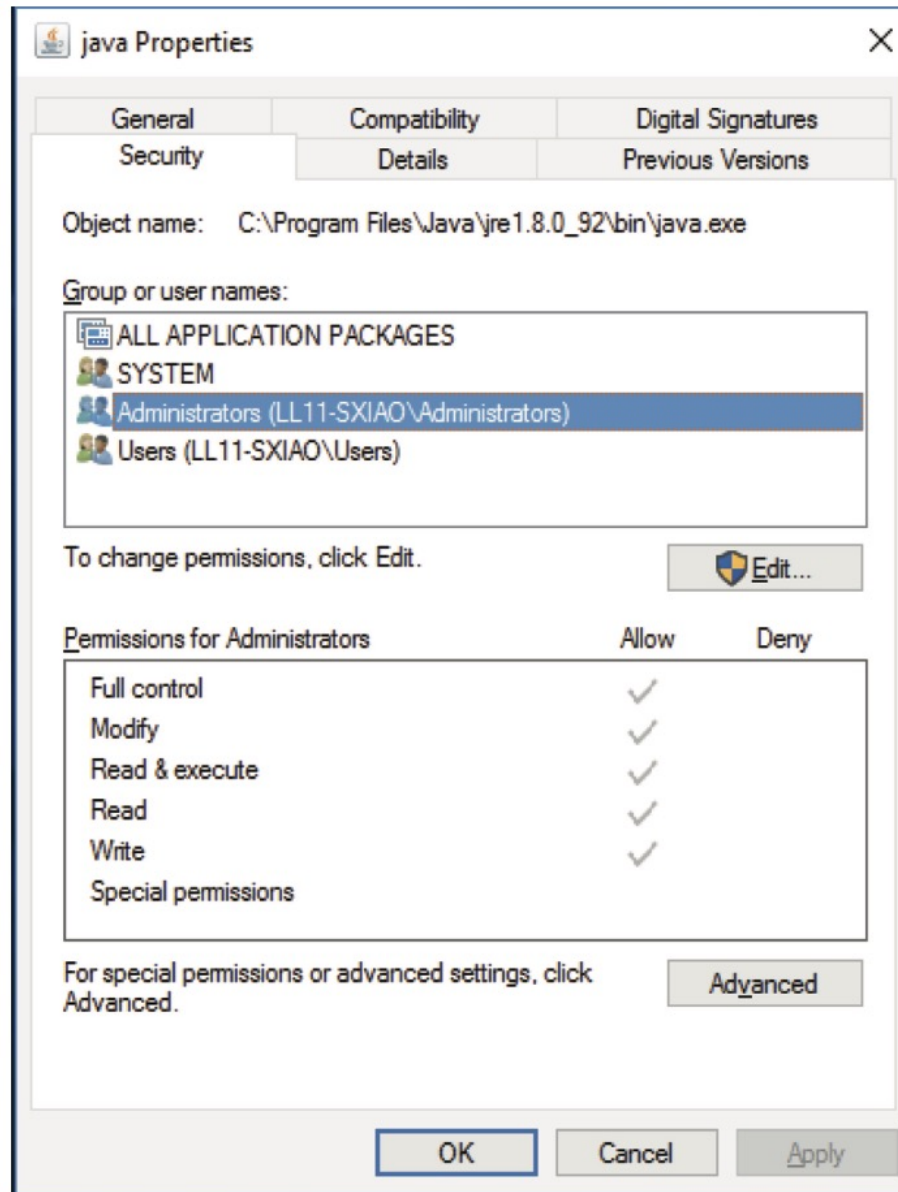 java Properties
General Compatibility Digital Signatures
Security Details Previous Versions
Object name: C:\Program Files\Java\jre1.8.0_92\bin\java.exe
Group or user names:
ALL APPLICATION PACKAGES
SYSTEM
Administrators (LL11-SXIAO\Administrators)
Users (LL11-SXIAO\Users)
To change permissions, click Edit.
Edit...
Permissions for Administrators Allow Deny
Full control
Modify
Read & execute
Read
Write
Special permissions
For special permissions or advanced settings, click
Advanced.
Advanced
OK Cancel Apply